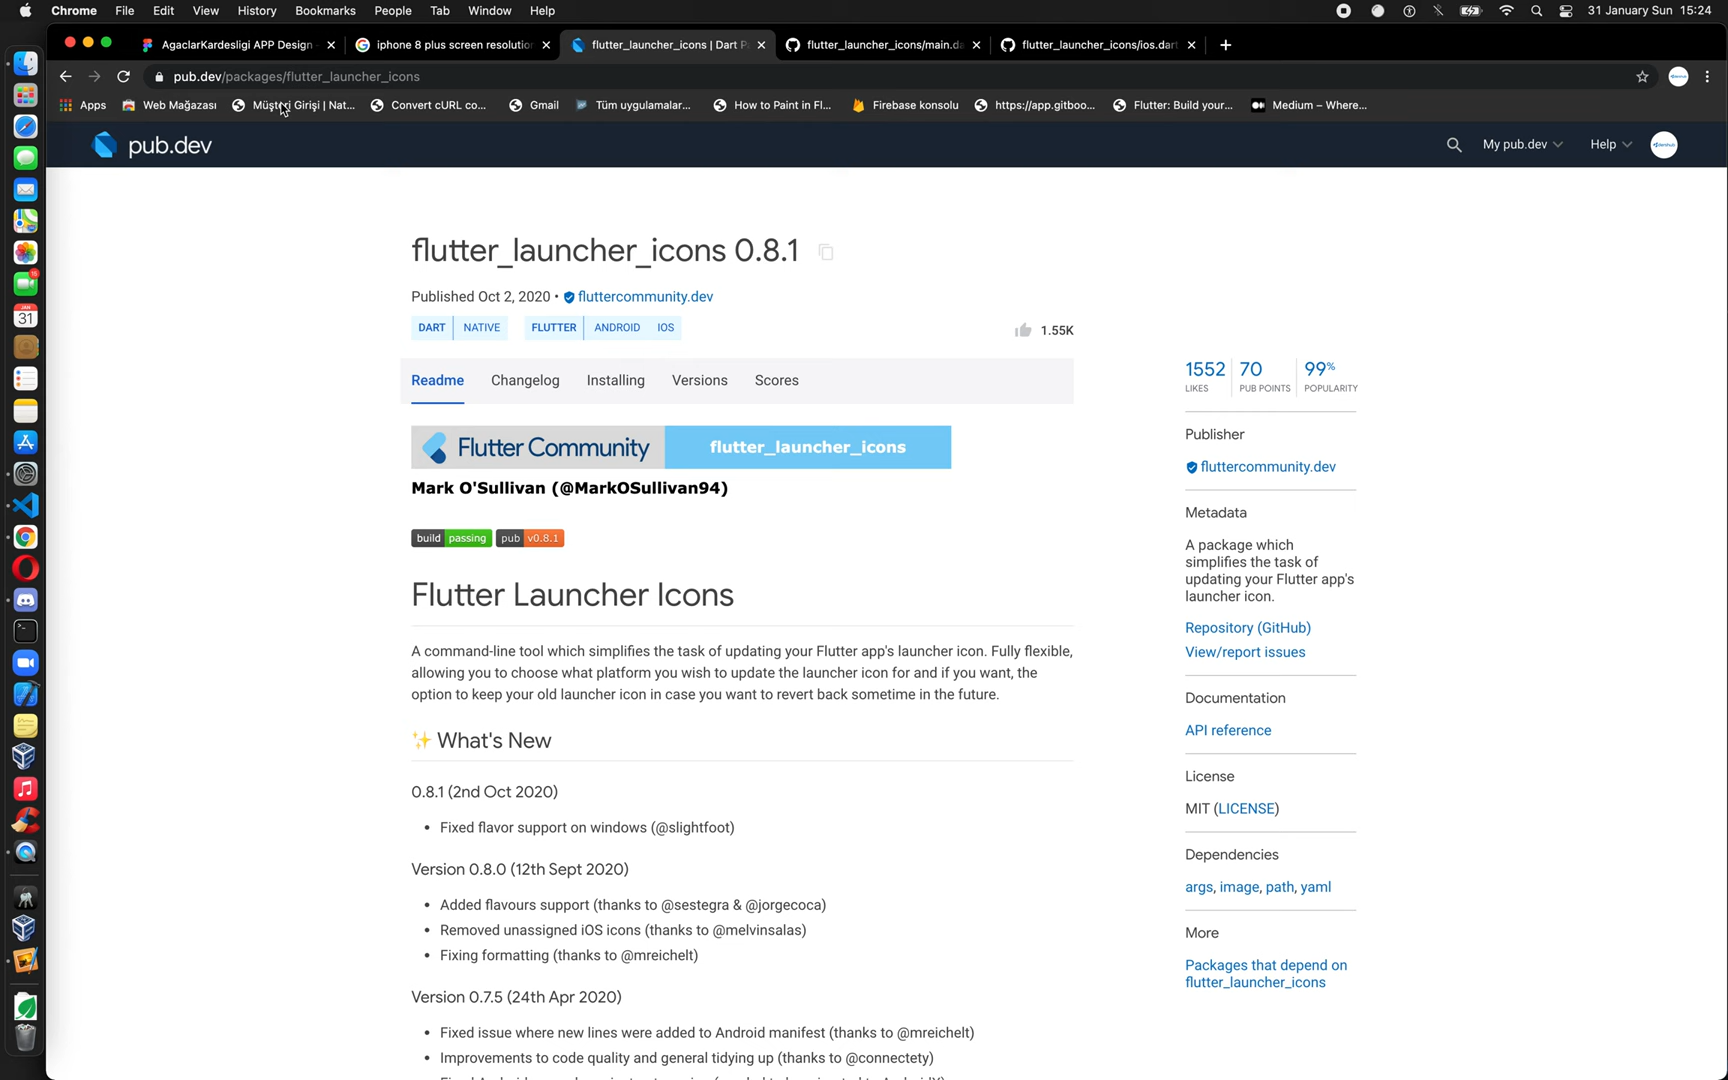 Chrome File Edit View History Bookmarks People Tab Window Help 31 January Sun 15:24
AgaclarKardesligi APP Design iphone 8 plus screen resolutio flutter_launcher_icons | Dart P flutter_launcher_icons/main.da flutter_launcher_icons/ios.dar
pub.dev/packages/flutter_launcher_icons
Apps Web Mağazası Müşteri Girişi | Nat... Convert cURL co... Gmail Tüm uygulamalar... How to Paint in Fl... Firebase konsolu https://app.gitboo... Flutter: Build your... Medium – Where...
pub.dev My pub.dev Help
flutter_launcher_icons 0.8.1
Published Oct 2, 2020 • fluttercommunity.dev
DART NATIVE FLUTTER ANDROID IOS 1.55K
Readme Changelog Installing Versions Scores
Flutter Community flutter_launcher_icons
Mark O'Sullivan (@MarkOSullivan94)
build passing pub v0.8.1
Flutter Launcher Icons
A command-line tool which simplifies the task of updating your Flutter app's launcher icon. Fully flexible,
allowing you to choose what platform you wish to update the launcher icon for and if you want, the
option to keep your old launcher icon in case you want to revert back sometime in the future.
✨ What's New
0.8.1 (2nd Oct 2020)
• Fixed flavor support on windows (@slightfoot)
Version 0.8.0 (12th Sept 2020)
• Added flavours support (thanks to @sestegra & @jorgecoca)
• Removed unassigned iOS icons (thanks to @melvinsalas)
• Fixing formatting (thanks to @mreichelt)
Version 0.7.5 (24th Apr 2020)
• Fixed issue where new lines were added to Android manifest (thanks to @mreichelt)
• Improvements to code quality and general tidying up (thanks to @connectety)
1552 70 99%
LIKES PUB POINTS POPULARITY
Publisher
fluttercommunity.dev
Metadata
A package which
simplifies the task of
updating your Flutter app's
launcher icon.
Repository (GitHub)
View/report issues
Documentation
API reference
License
MIT (LICENSE)
Dependencies
args, image, path, yaml
More
Packages that depend on
flutter_launcher_icons
JAN
31